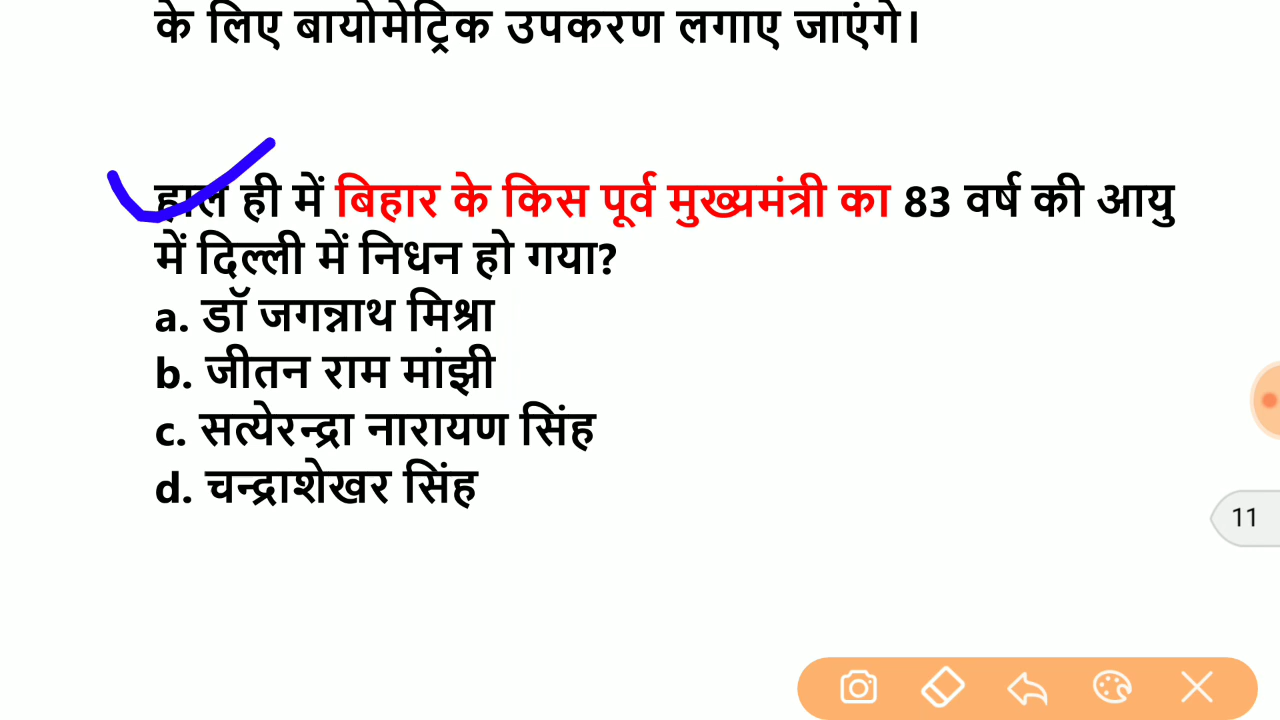 के लिए बायोमेट्रिक उपकरण लगाए जाएंगे।
हाल ही में बिहार के किस पूर्व मुख्यमंत्री का 83 वर्ष की आयु
में दिल्ली में निधन हो गया?
a. डॉ जगन्नाथ मिश्रा
b. जीतन राम मांझी
c. सत्येरन्द्रा नारायण सिंह
d. चन्द्राशेखर सिंह
11